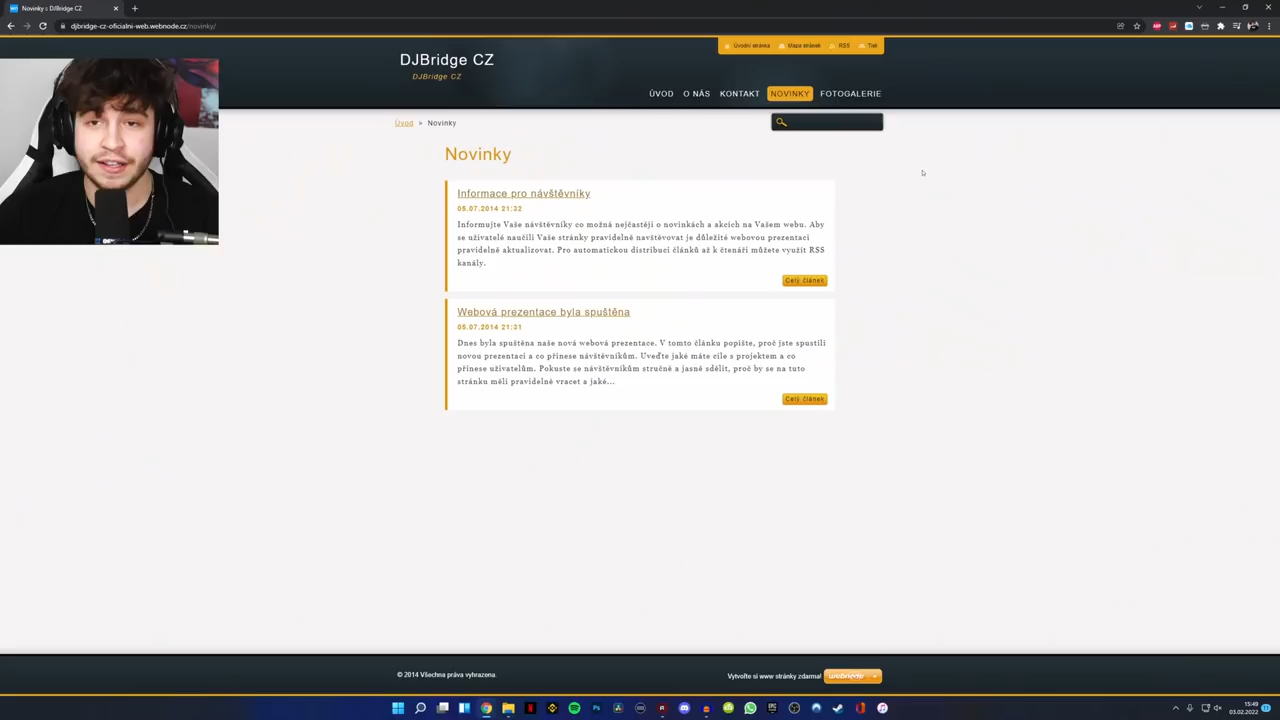 Novinky :: DJBridge CZ
djbridge-cz-oficialni-web.webnode.cz/novinky/
Úvodní stránka Mapa stránek RSS Tisk
DJBridge CZ
DJBridge CZ
ÚVOD O NÁS KONTAKT NOVINKY FOTOGALERIE
Úvod > Novinky
Novinky
Informace pro návštěvníky
05.07.2014 21:32
Informujte Vaše návštěvníky co možná nejčastěji o novinkách a akcích na Vašem webu. Aby
se uživatelé naučili Vaše stránky pravidelně navštěvovat je důležité webovou prezentaci
pravidelně aktualizovat. Pro automatickou distribuci článků až k čtenáři můžete využít RSS
kanály.
Celý článek
Webová prezentace byla spuštěna
05.07.2014 21:31
Dnes byla spuštěna naše nová webová prezentace. V tomto článku popište, proč jste spustili
novou prezentaci a co přinese návštěvníkům. Uveďte jaké máte cíle s projektem a co
přinese uživatelům. Pokuste se návštěvníkům stručně a jasně sdělit, proč by se na tuto
stránku měli pravidelně vracet a jaké...
Celý článek
© 2014 Všechna práva vyhrazena.
Vytvořte si www stránky zdarma! webnode
15:49
03.02.2022